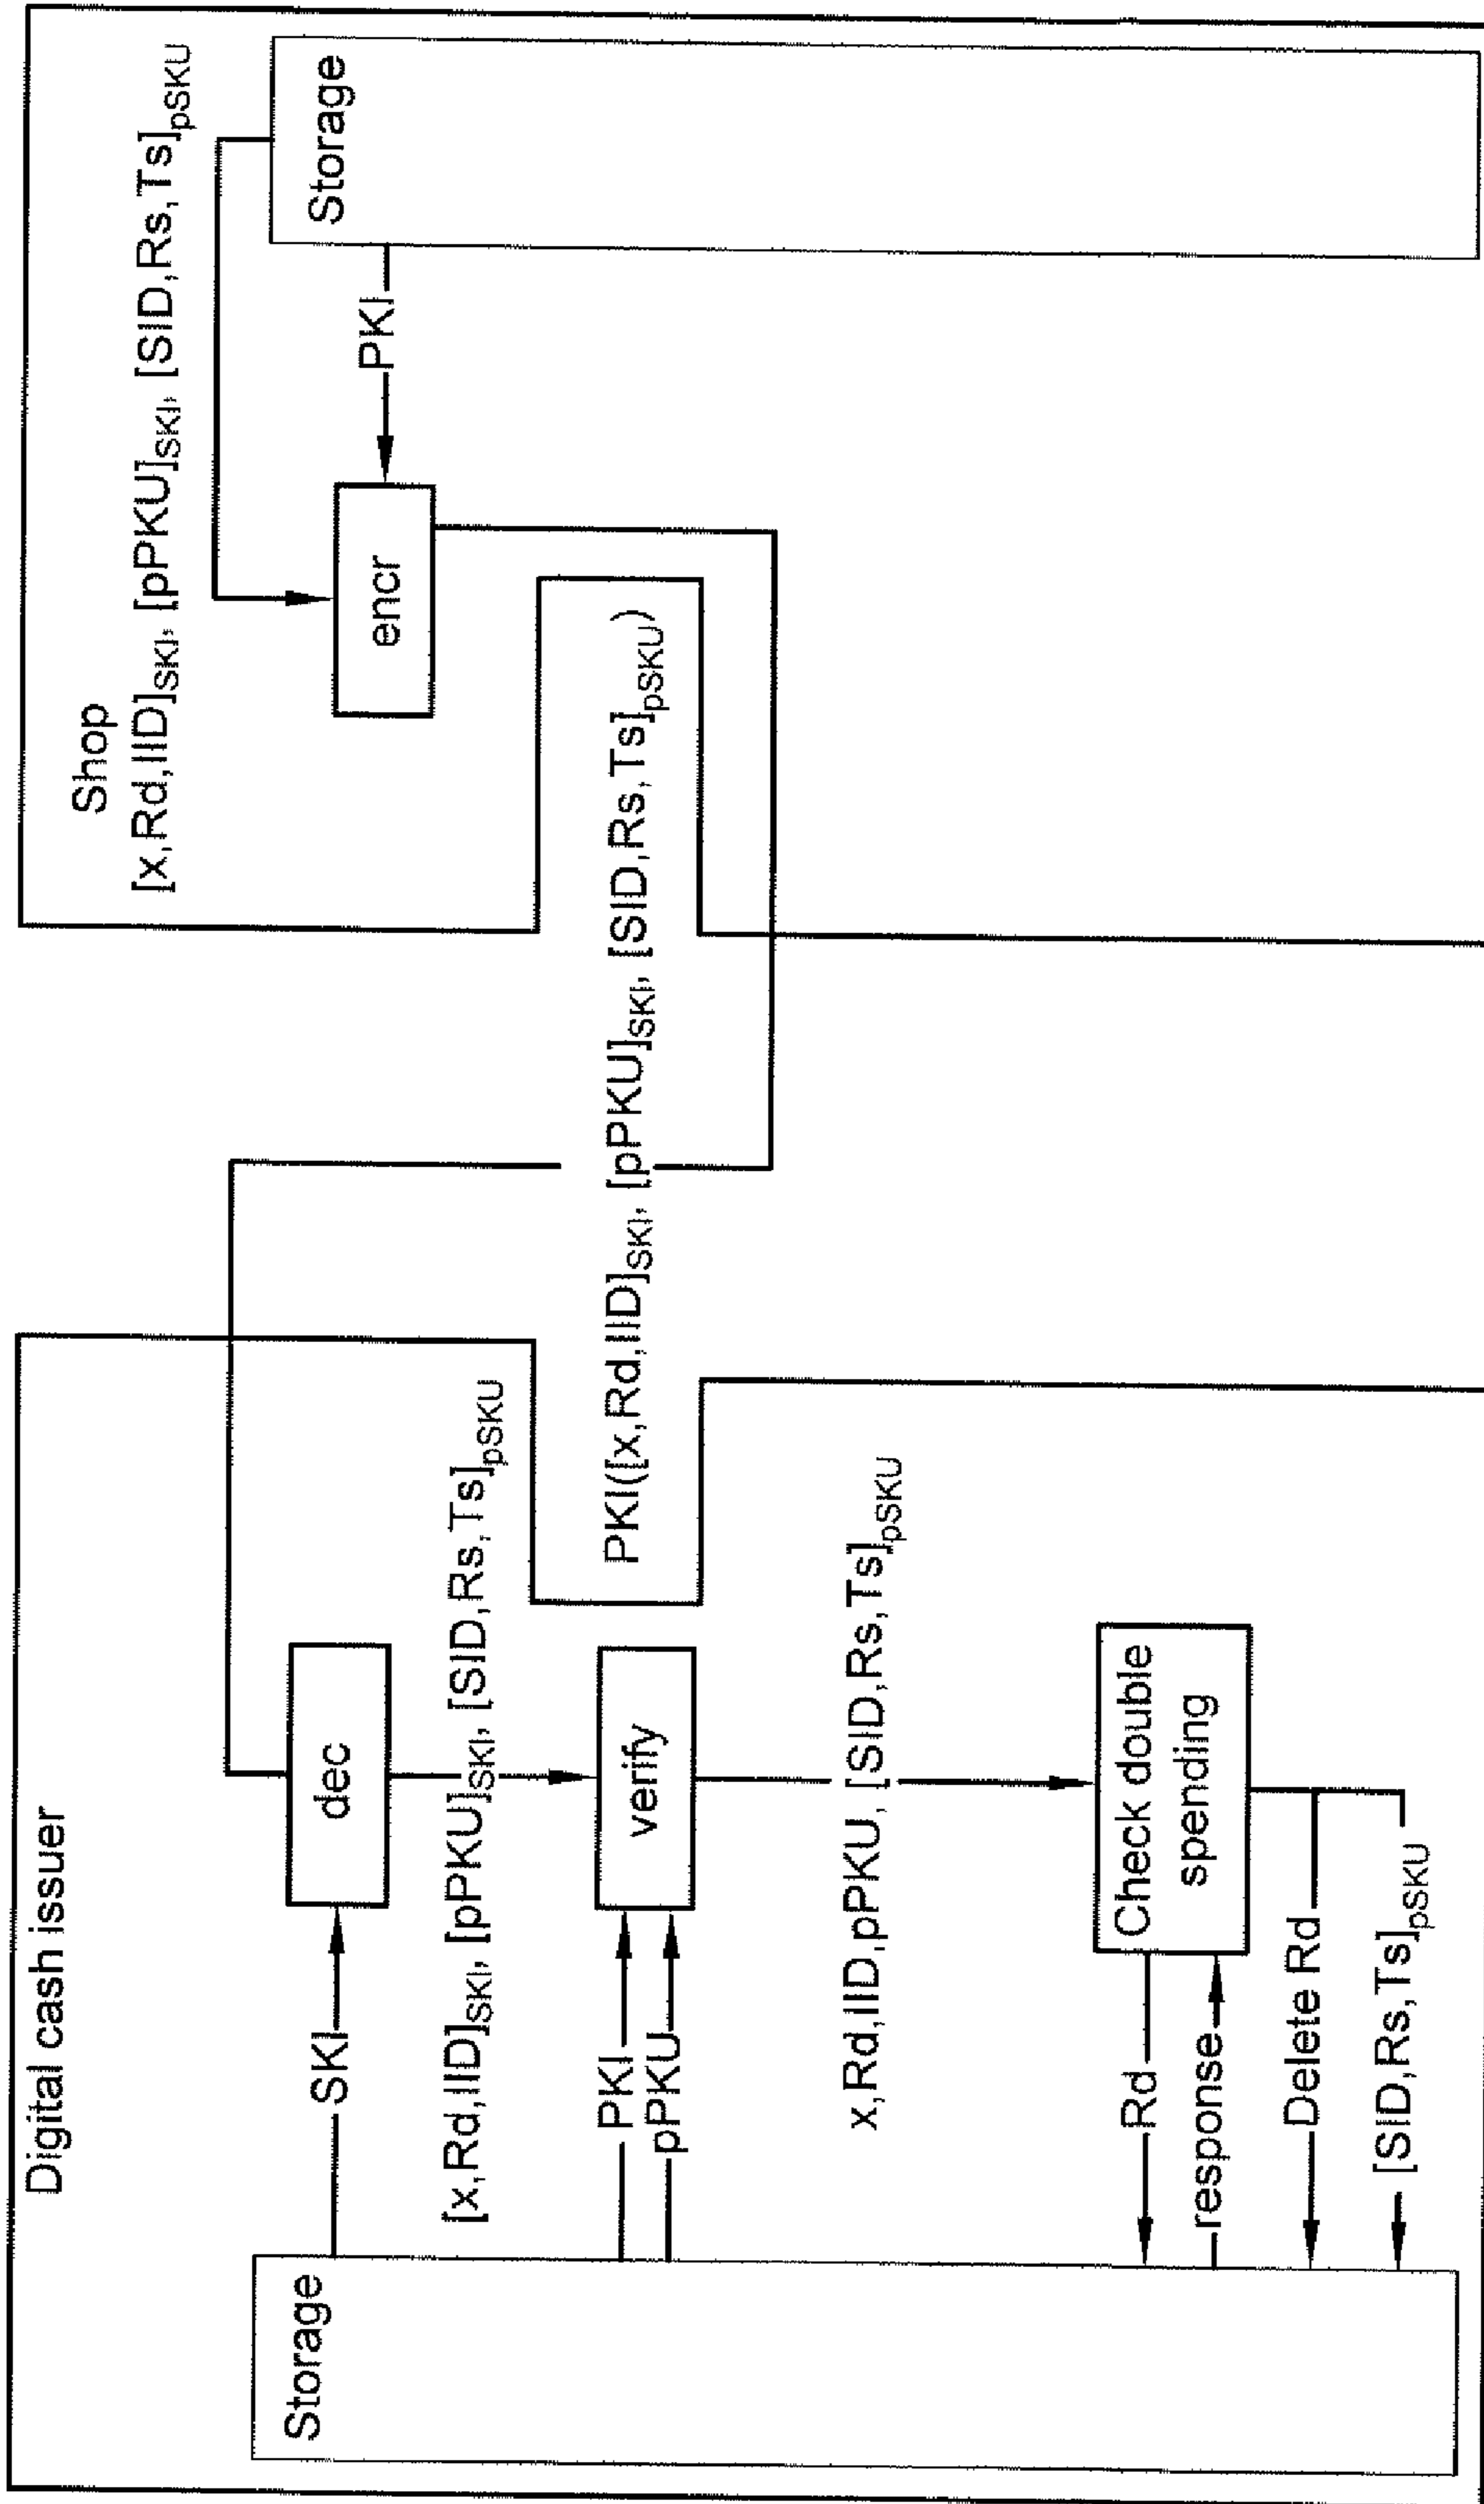 Digital cash issuer
Storage
SKI
dec
[x,Rd,IID]SKI, [pPKU]SKI, [SID,Rs,Ts]pSKU
PKI
pPKU
verify
x,Rd,IID,pPKU, [SID,Rs,Ts]pSKU
Rd
response
Check double
spending
Delete Rd
[SID,Rs,Ts]pSKU
PKI([x,Rd,IID]SKI, [pPKU]SKI, [SID,Rs,Ts]pSKU)
Shop
[x,Rd,IID]SKI, [pPKU]SKI, [SID,Rs,Ts]pSKU
encr
PKI
Storage